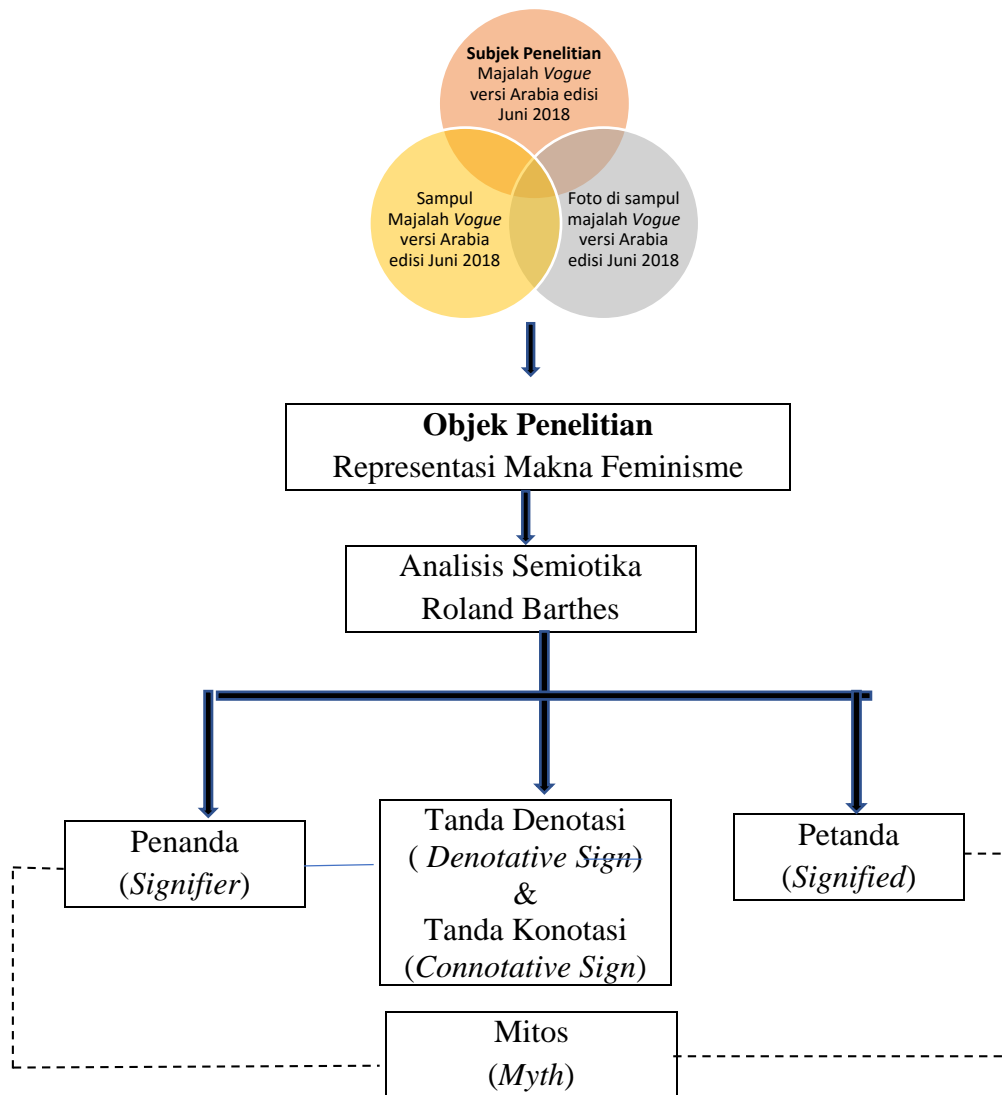 Subjek Penelitian
Majalah Vogue
versi Arabia edisi
Juni 2018
Sampul
Majalah Vogue
versi Arabia
edisi Juni 2018
Foto di sampul
majalah Vogue
versi Arabia
edisi Juni 2018
Objek Penelitian
Representasi Makna Feminisme
Analisis Semiotika
Roland Barthes
Penanda
(Signifier)
Tanda Denotasi
( Denotative Sign)
&
Tanda Konotasi
(Connotative Sign)
Petanda
(Signified)
Mitos
(Myth)